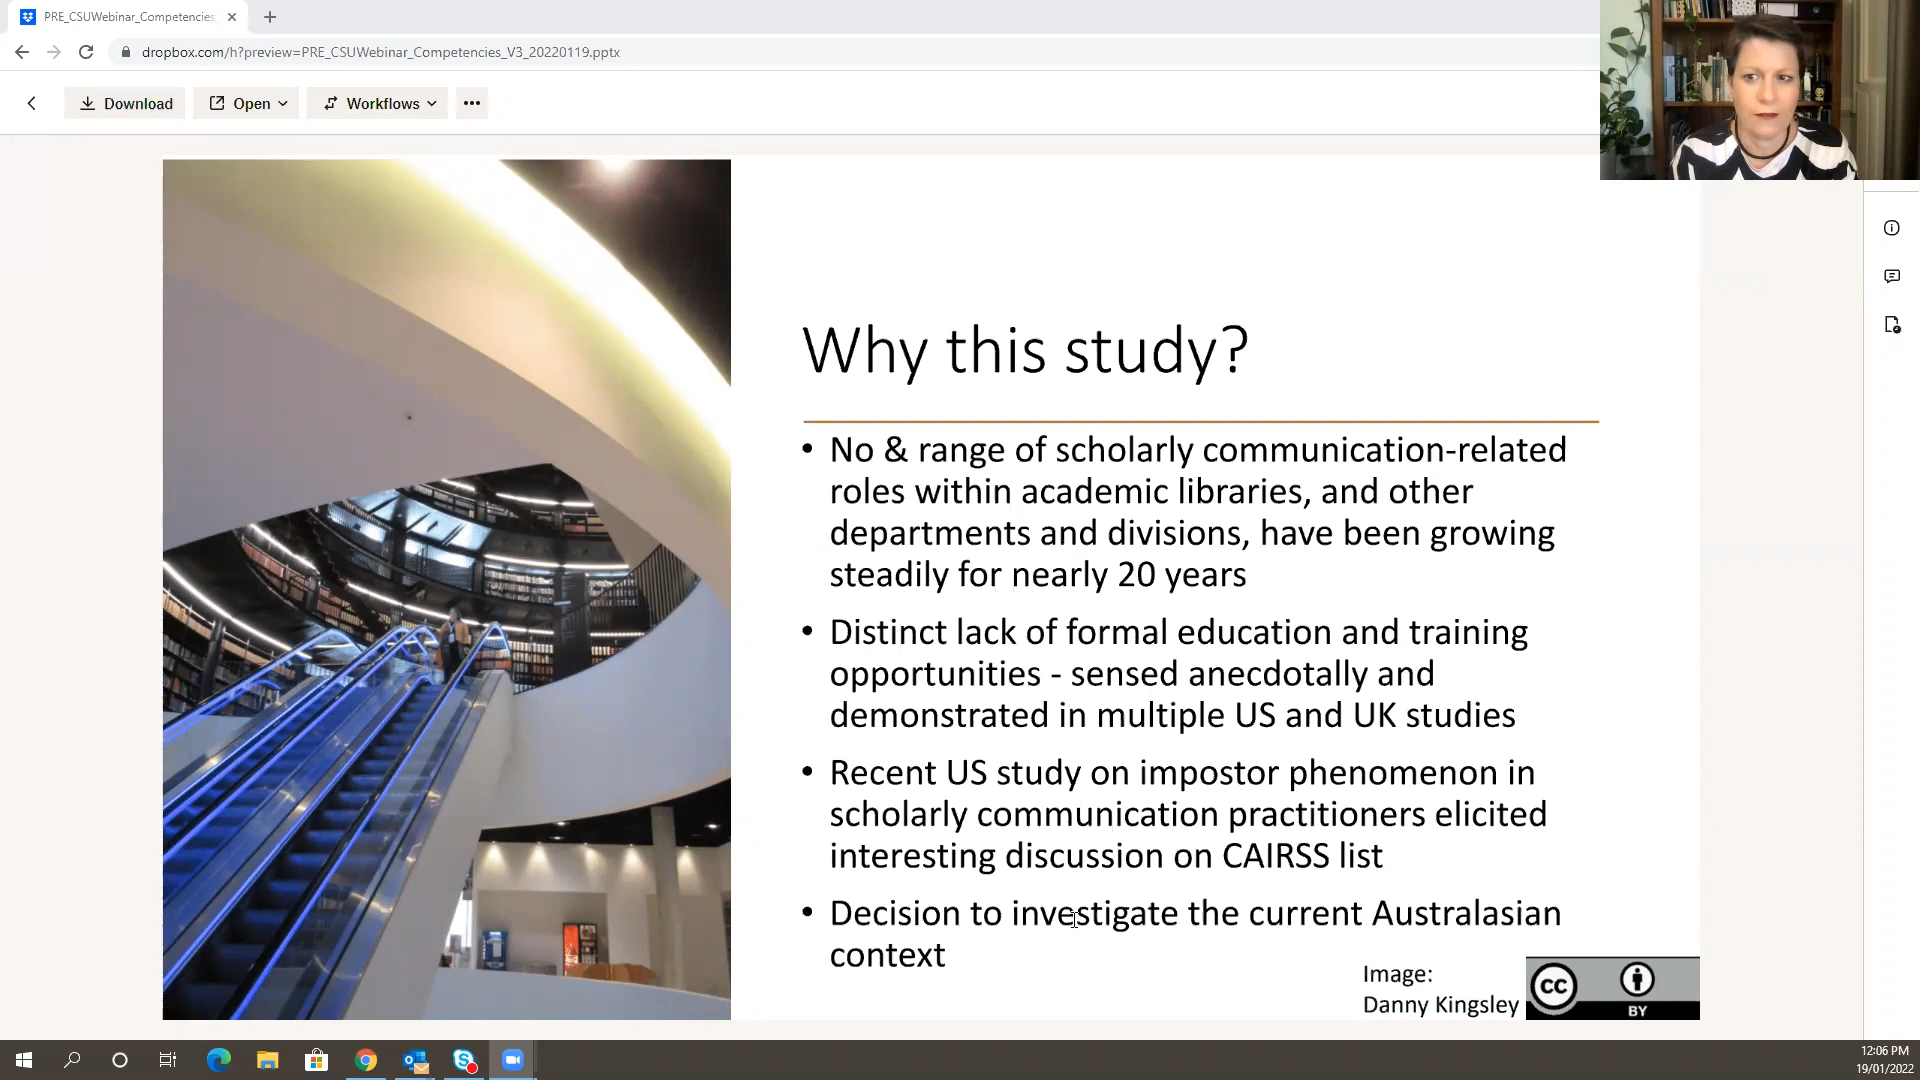 PRE_CSUWebinar_Competencies
dropbox.com/h?preview=PRE_CSUWebinar_Competencies_V3_20220119.pptx
Download
Open
Workflows
Why this study?
• No & range of scholarly communication-related
roles within academic libraries, and other
departments and divisions, have been growing
steadily for nearly 20 years
• Distinct lack of formal education and training
opportunities - sensed anecdotally and
demonstrated in multiple US and UK studies
• Recent US study on impostor phenomenon in
scholarly communication practitioners elicited
interesting discussion on CAIRSS list
• Decision to investigate the current Australasian
context
Image:
Danny Kingsley
cc
BY
12:06 PM
19/01/2022